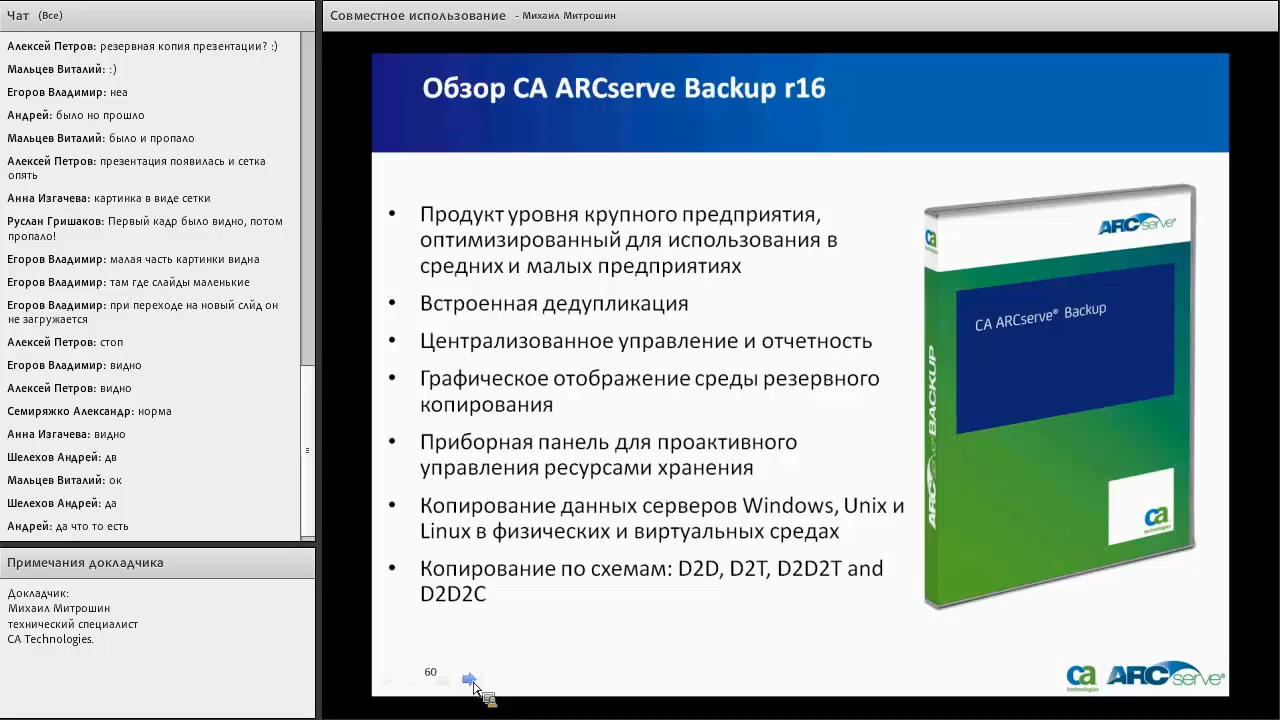 Чат (Все)
Алексей Петров: резервная копия презентации? :)
Мальцев Виталий: :)
Егоров Владимир: неа
Андрей: было но прошло
Мальцев Виталий: было и пропало
Алексей Петров: презентация появилась и сетка
опять
Анна Изгачева: картинка в виде сетки
Руслан Гришаков: Первый кадр было видно, потом
пропало!
Егоров Владимир: малая часть картинки видна
Егоров Владимир: там где слайды маленькие
Егоров Владимир: при переходе на новый слйд он
не загружается
Алексей Петров: стоп
Егоров Владимир: видно
Алексей Петров: видно
Семиряжко Александр: норма
Анна Изгачева: видно
Шелехов Андрей: дв
Мальцев Виталий: ок
Шелехов Андрей: да
Андрей: да что то есть
Примечания докладчика
Докладчик:
Михаил Митрошин
технический специалист
CA Technologies.
Совместное использование - Михаил Митрошин
Обзор CA ARCserve Backup r16
• Продукт уровня крупного предприятия,
оптимизированный для использования в
средних и малых предприятиях
• Встроенная дедупликация
• Централизованное управление и отчетность
• Графическое отображение среды резервного
копирования
• Приборная панель для проактивного
управления ресурсами хранения
• Копирование данных серверов Windows, Unix и
Linux в физических и виртуальных средах
• Копирование по схемам: D2D, D2T, D2D2T and
D2D2C
ca
ARCserve®
CA ARCserve® Backup
ARCserve® BACKUP
ca
technologies
60
ca
technologies
ARCserve®